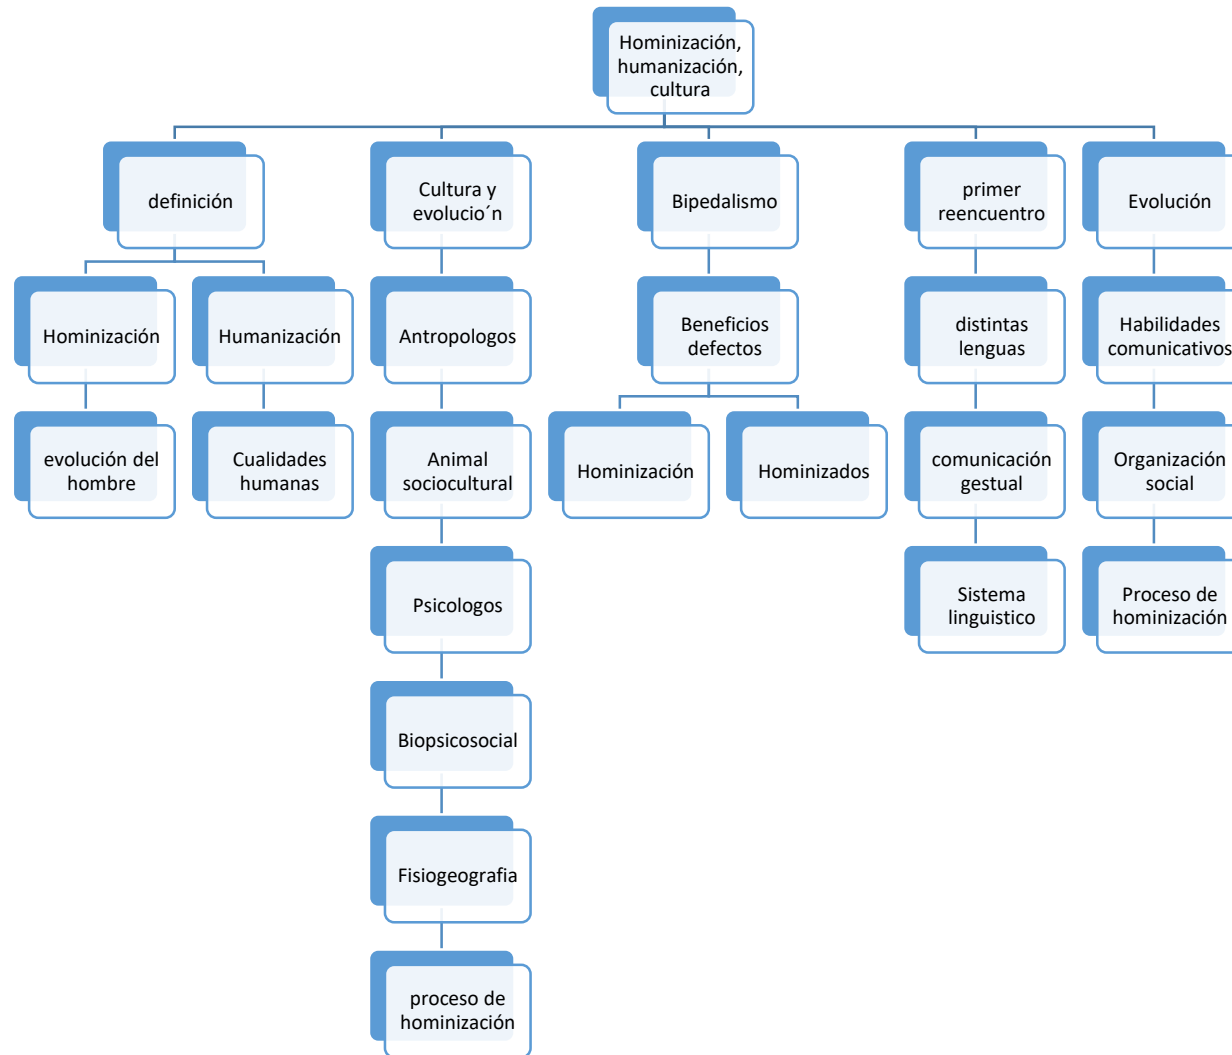 Hominización,
humanización,
cultura
definición
Cultura y
evolucio´n
Bipedalismo
primer
reencuentro
Evolución
Hominización
Humanización
Antropologos
Beneficios
defectos
distintas
lenguas
Habilidades
comunicativos
evolución del
hombre
Cualidades
humanas
Animal
sociocultural
Hominización
Hominizados
comunicación
gestual
Organización
social
Psicologos
Sistema
linguistico
Proceso de
hominización
Biopsicosocial
Fisiogeografia
proceso de
hominización